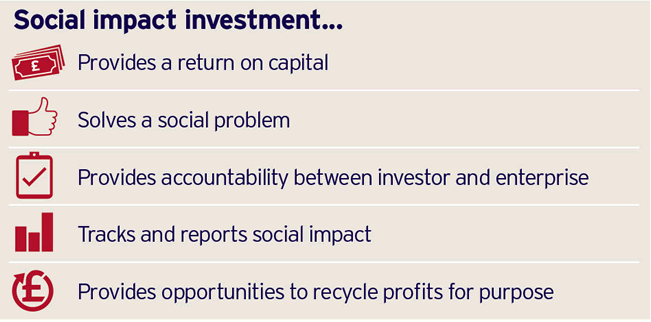 Social impact investment...
£
Provides a return on capital
Solves a social problem
Provides accountability between investor and enterprise
Tracks and reports social impact
£
Provides opportunities to recycle profits for purpose